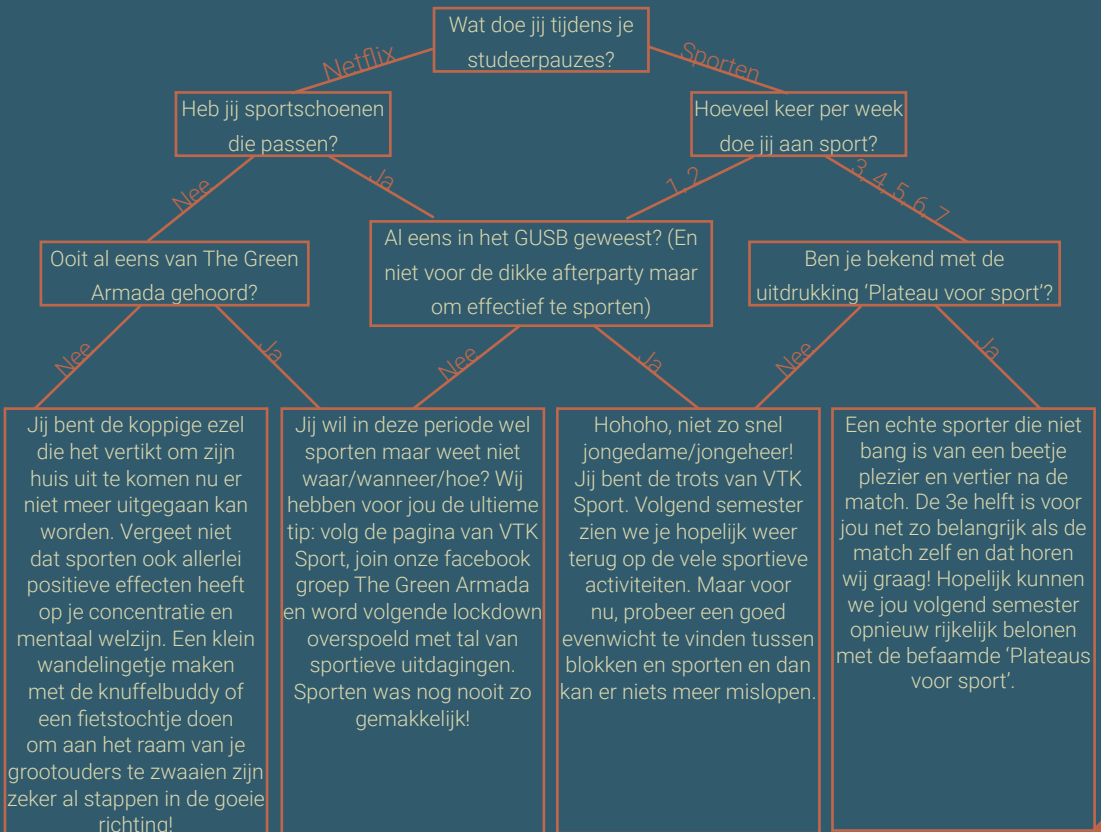 Wat doe jij tijdens je
studeerpauzes?
Netflix
Sporten
Heb jij sportschoenen
die passen?
Hoeveel keer per week
doe jij aan sport?
Nee
Ja
1, 2
3, 4, 5, 6, 7
Ooit al eens van The Green
Armada gehoord?
Al eens in het GUSB geweest? (En
niet voor de dikke afterparty maar
om effectief te sporten)
Ben je bekend met de
uitdrukking ‘Plateau voor sport’?
Nee
Ja
Nee
Ja
Nee
Ja
Jij bent de koppige ezel
die het vertikt om zijn
huis uit te komen nu er
niet meer uitgegaan kan
worden. Vergeet niet
dat sporten ook allerlei
positieve effecten heeft
op je concentratie en
mentaal welzijn. Een klein
wandelingetje maken
met de knuffelbuddy of
een fietstochtje doen
om aan het raam van je
grootouders te zwaaien zijn
zeker al stappen in de goeie
richting!
Jij wil in deze periode wel
sporten maar weet niet
waar/wanneer/hoe? Wij
hebben voor jou de ultieme
tip: volg de pagina van VTK
Sport, join onze facebook
groep The Green Armada
en word volgende lockdown
overspoeld met tal van
sportieve uitdagingen.
Sporten was nog nooit zo
gemakkelijk!
Hohoho, niet zo snel
jongedame/jongeheer!
Jij bent de trots van VTK
Sport. Volgend semester
zien we je hopelijk weer
terug op de vele sportieve
activiteiten. Maar voor
nu, probeer een goed
evenwicht te vinden tussen
blokken en sporten en dan
kan er niets meer mislopen.
Een echte sporter die niet
bang is van een beetje
plezier en vertier na de
match. De 3e helft is voor
jou net zo belangrijk als de
match zelf en dat horen
wij graag! Hopelijk kunnen
we jou volgend semester
opnieuw rijkelijk belonen
met de befaamde ‘Plateaus
voor sport’.